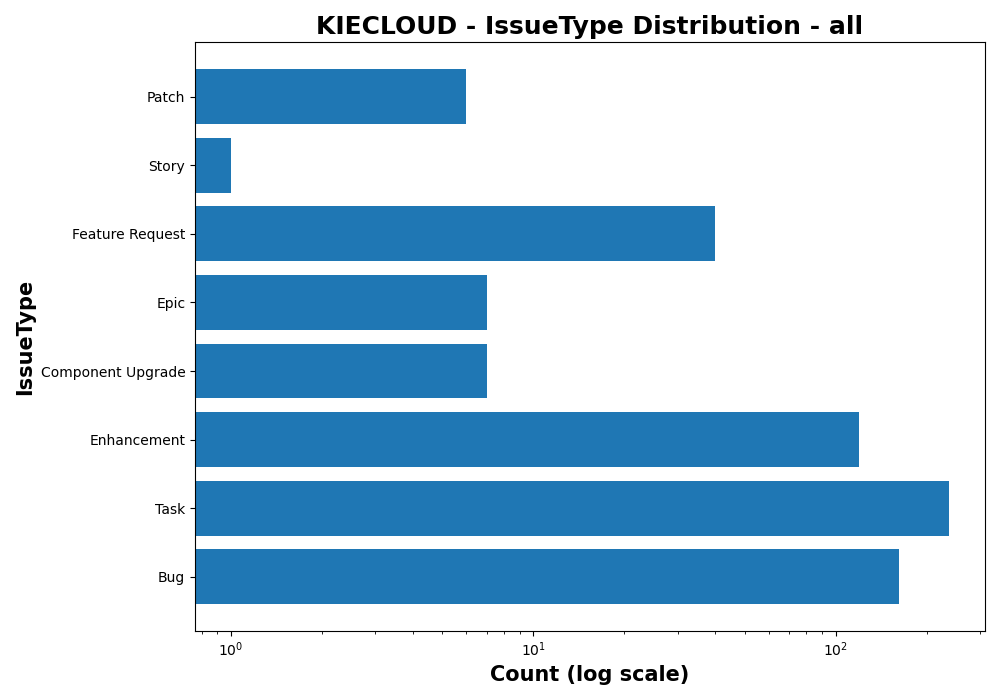 KIECLOUD - IssueType Distribution - all
IssueType
Patch
Story
Feature Request
Epic
Component Upgrade
Enhancement
Task
Bug
10⁰ 10¹ 10²
Count (log scale)